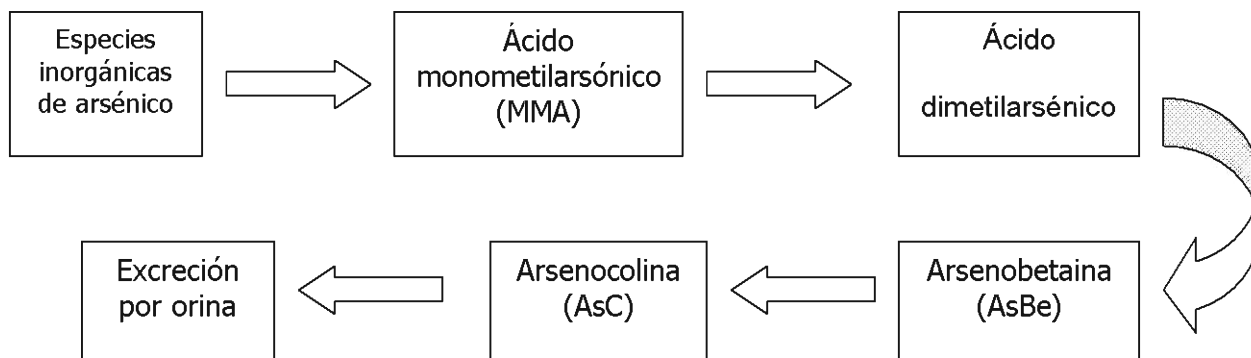 Especies
inorgánicas
de arsénico
Ácido
monometilarsónico
(MMA)
Ácido
dimetilarsénico
Arsenobetaina
(AsBe)
Arsenocolina
(AsC)
Excreción
por orina